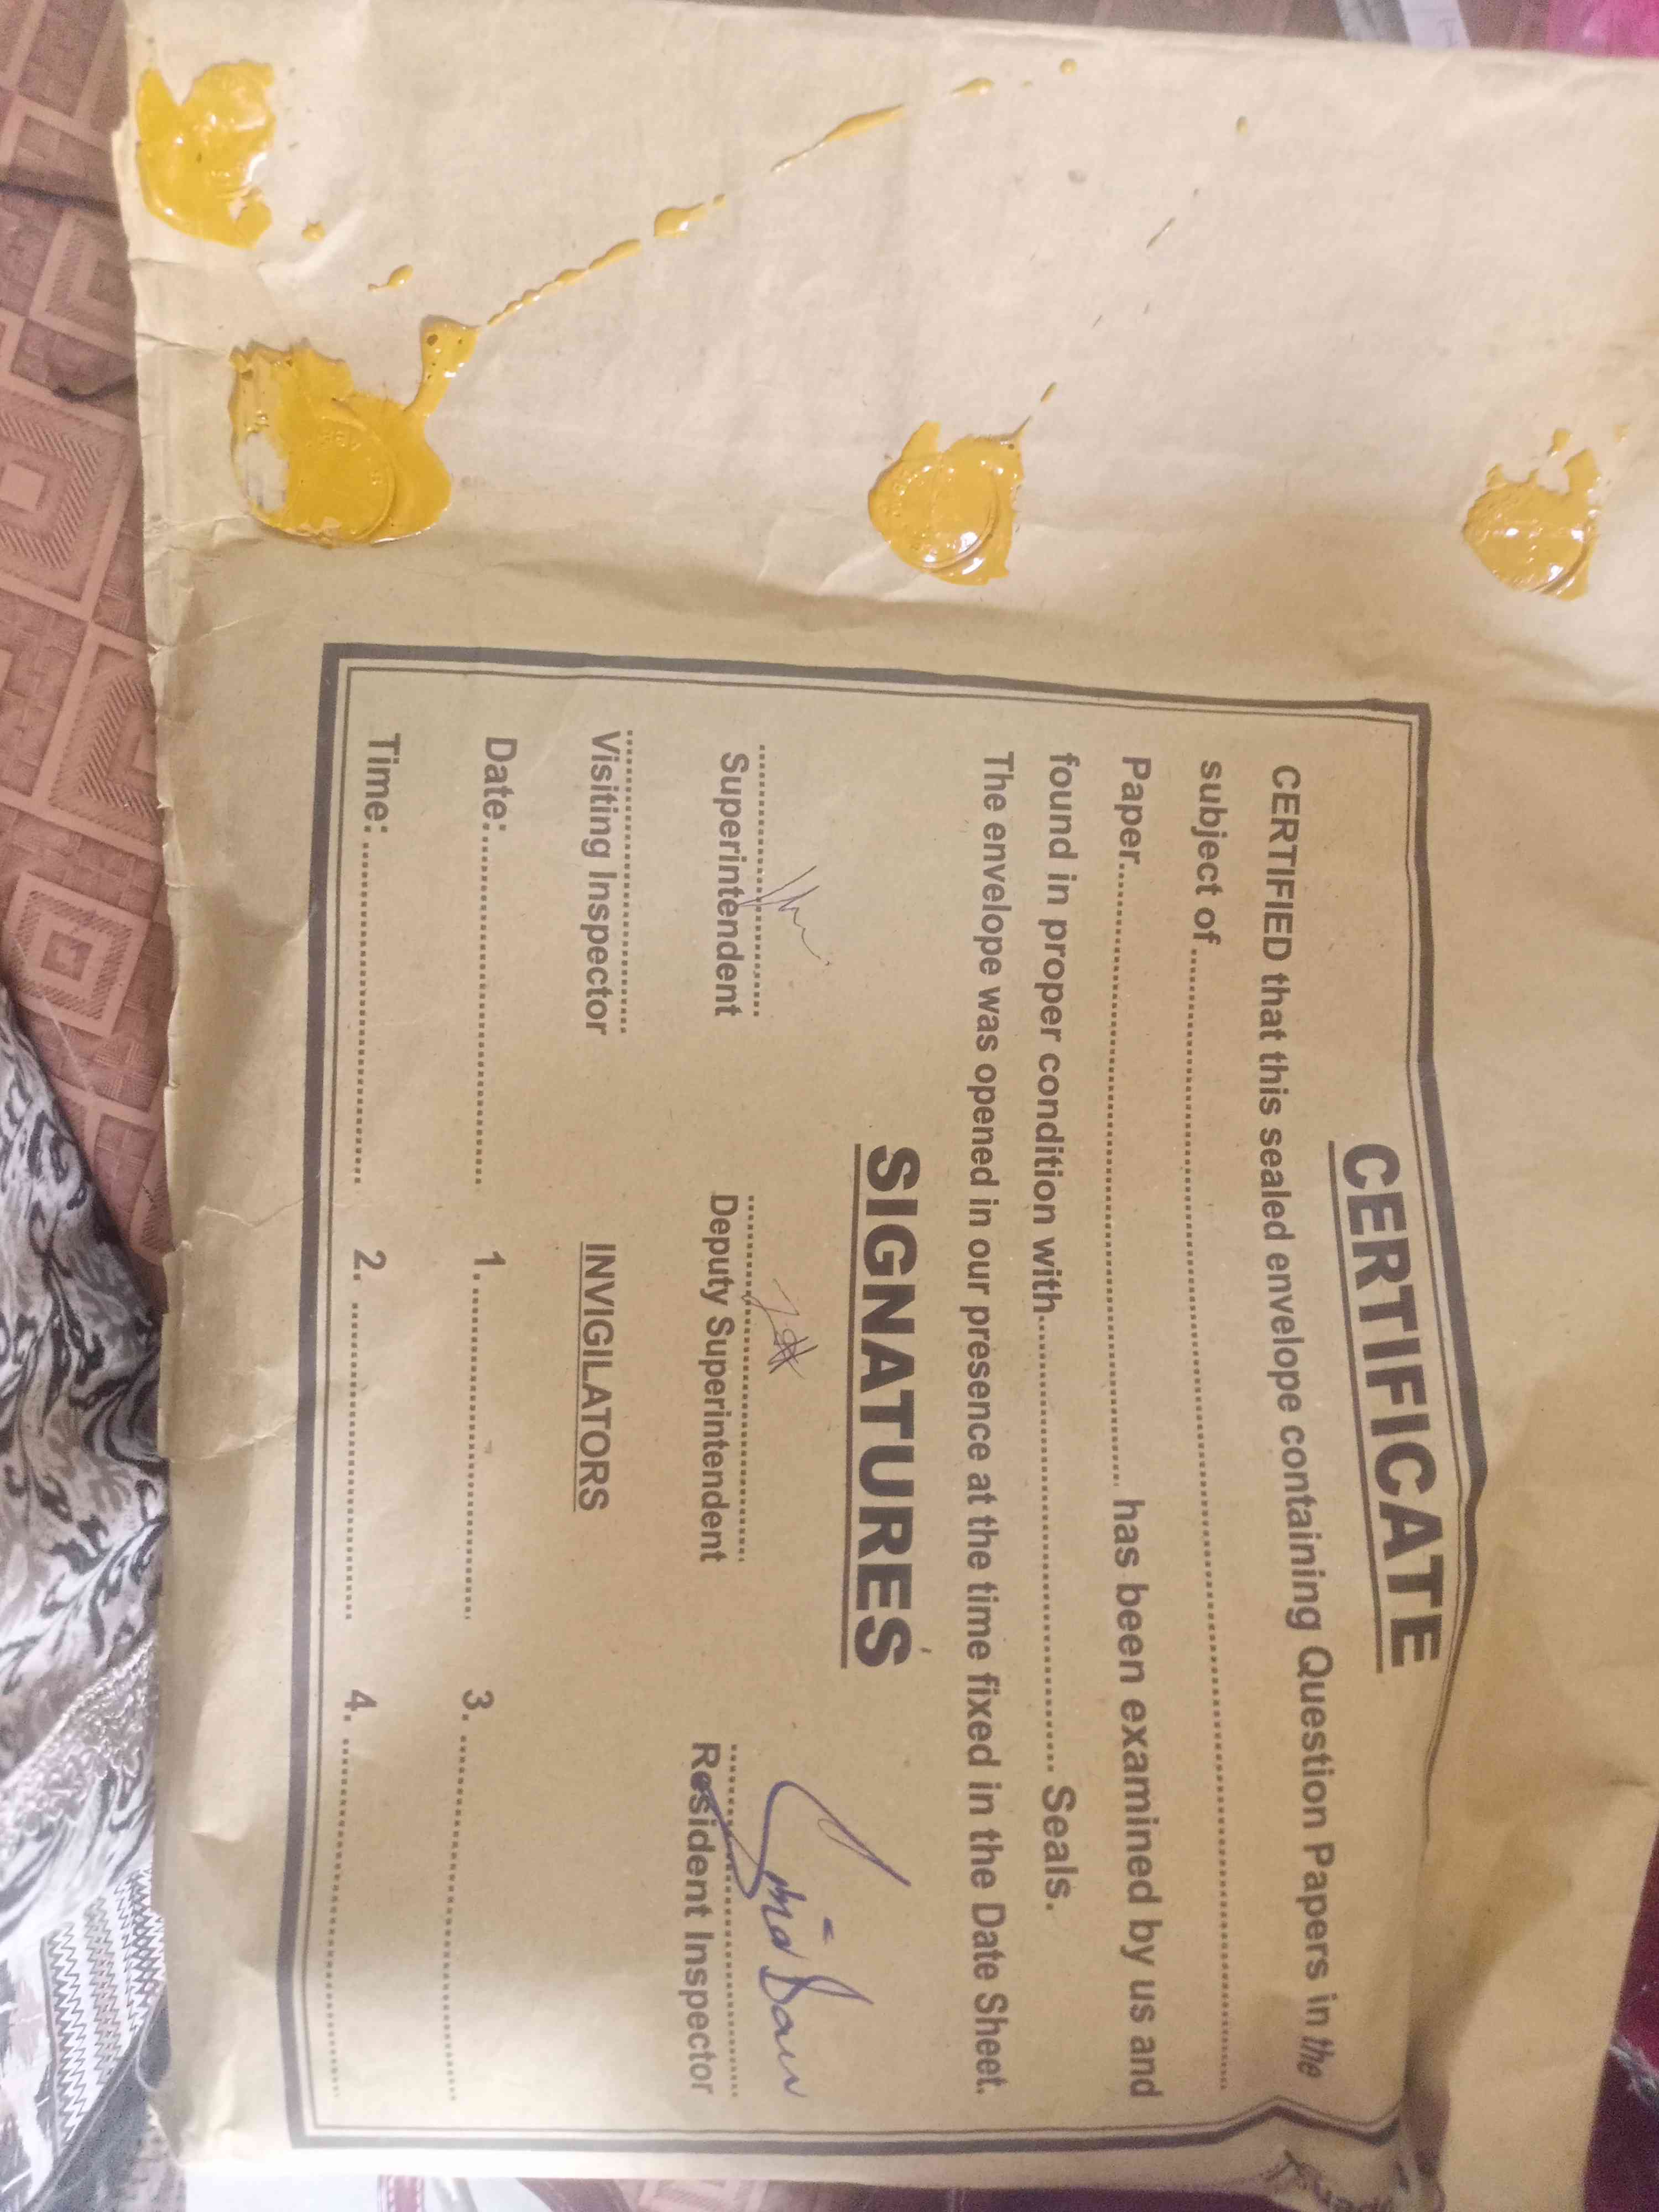 CERTIFICATE
CERTIFIED that this sealed envelope containing Question Papers in the
subject of ........................................
Paper........................................ has been examined by us and
found in proper condition with........................................ Seals.
The envelope was opened in our presence at the time fixed in the Date Sheet.
SIGNATURES
Superintendent Deputy Superintendent Resident Inspector
Visiting Inspector INVIGILATORS
Date:........................ 1......................... 3. ........................
Time: ........................ 2. ........................ 4. ........................